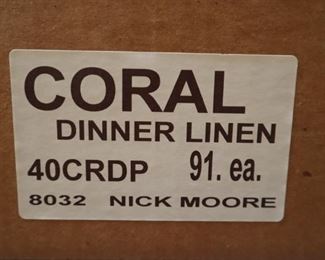 CORAL
DINNER LINEN
40CRDP 91. ea.
8032 NICK MOORE